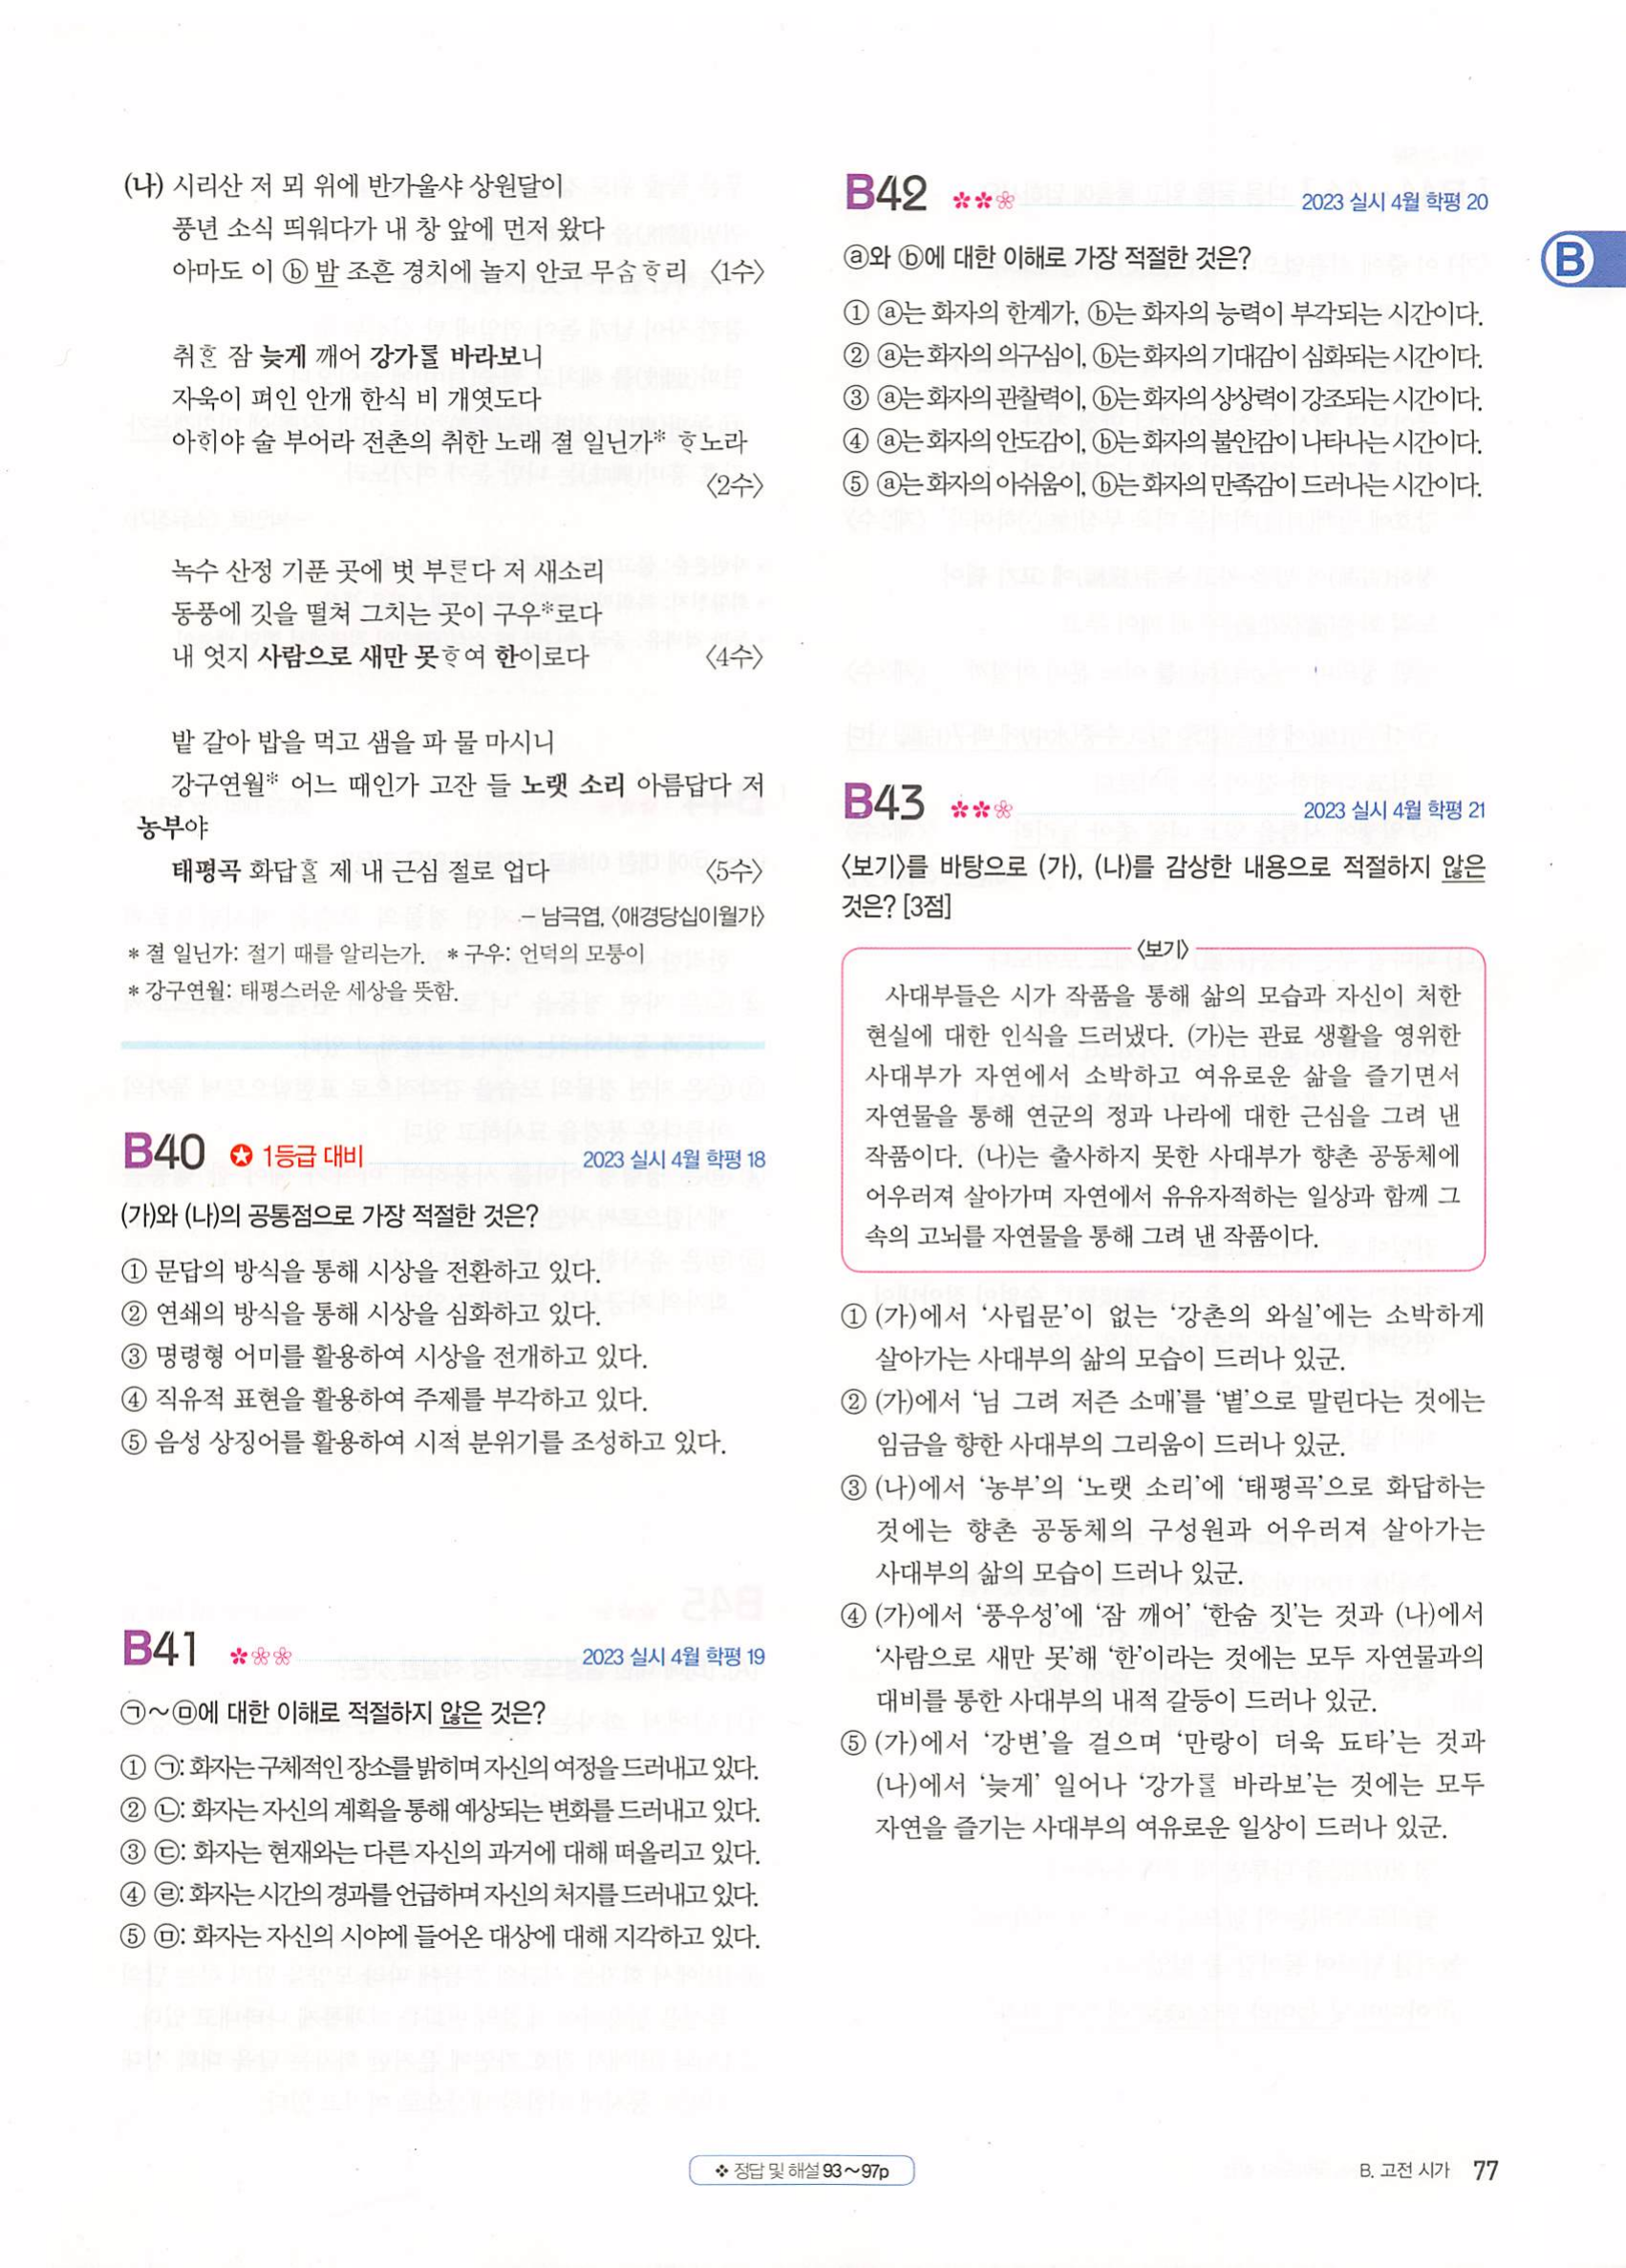 (나) 시리산 저 뫼 위에 반가울샤 상원달이
풍년 소식 띄워다가 내 창 앞에 먼저 왔다
아마도 이 ⓑ 밤 조흔 경치에 놀지 안코 무슴ᄒᆞ리 〈1수〉
취ᄒᆞᆫ 잠 늦게 깨어 강가ᄅᆞᆯ 바라보니
자욱이 펴인 안개 한식 비 개엿도다
아ᄒᆡ야 술 부어라 전촌의 취한 노래 졀 일닌가* ᄒᆞ노라
〈2수〉
녹수 산정 기푼 곳에 벗 부른다 저 새소리
동풍에 깃을 떨쳐 그치는 곳이 구우*로다
내 엇지 사람으로 새만 못ᄒᆞ여 한이로다 〈4수〉
밭 갈아 밥을 먹고 샘을 파 물 마시니
강구연월* 어느 때인가 고잔 들 노랫 소리 아름답다 저
농부야
태평곡 화답ᄒᆞᆯ 제 내 근심 절로 업다 〈5수〉
– 남극엽, 〈애경당십이월가〉
* 졀 일닌가: 절기 때를 알리는가. * 구우: 언덕의 모퉁이
* 강구연월: 태평스러운 세상을 뜻함.
B40 1등급 대비 2023 실시 4월 학평 18
(가)와 (나)의 공통점으로 가장 적절한 것은?
① 문답의 방식을 통해 시상을 전환하고 있다.
② 연쇄의 방식을 통해 시상을 심화하고 있다.
③ 명령형 어미를 활용하여 시상을 전개하고 있다.
④ 직유적 표현을 활용하여 주제를 부각하고 있다.
⑤ 음성 상징어를 활용하여 시적 분위기를 조성하고 있다.
B41 2023 실시 4월 학평 19
㉠~㉤에 대한 이해로 적절하지 않은 것은?
① ㉠: 화자는 구체적인 장소를 밝히며 자신의 여정을 드러내고 있다.
② ㉡: 화자는 자신의 계획을 통해 예상되는 변화를 드러내고 있다.
③ ㉢: 화자는 현재와는 다른 자신의 과거에 대해 떠올리고 있다.
④ ㉣: 화자는 시간의 경과를 언급하며 자신의 처지를 드러내고 있다.
⑤ ㉤: 화자는 자신의 시야에 들어온 대상에 대해 지각하고 있다.
B42 2023 실시 4월 학평 20
ⓐ와 ⓑ에 대한 이해로 가장 적절한 것은?
① ⓐ는 화자의 한계가, ⓑ는 화자의 능력이 부각되는 시간이다.
② ⓐ는 화자의 의구심이, ⓑ는 화자의 기대감이 심화되는 시간이다.
③ ⓐ는 화자의 관찰력이, ⓑ는 화자의 상상력이 강조되는 시간이다.
④ ⓐ는 화자의 안도감이, ⓑ는 화자의 불안감이 나타나는 시간이다.
⑤ ⓐ는 화자의 아쉬움이, ⓑ는 화자의 만족감이 드러나는 시간이다.
B43 2023 실시 4월 학평 21
〈보기〉를 바탕으로 (가), (나)를 감상한 내용으로 적절하지 않은
것은? [3점]
〈보기〉
사대부들은 시가 작품을 통해 삶의 모습과 자신이 처한
현실에 대한 인식을 드러냈다. (가)는 관료 생활을 영위한
사대부가 자연에서 소박하고 여유로운 삶을 즐기면서
자연물을 통해 연군의 정과 나라에 대한 근심을 그려 낸
작품이다. (나)는 출사하지 못한 사대부가 향촌 공동체에
어우러져 살아가며 자연에서 유유자적하는 일상과 함께 그
속의 고뇌를 자연물을 통해 그려 낸 작품이다.
① (가)에서 ‘사립문’이 없는 ‘강촌의 와실’에는 소박하게
살아가는 사대부의 삶의 모습이 드러나 있군.
② (가)에서 ‘님 그려 저즌 소매’를 ‘볕’으로 말린다는 것에는
임금을 향한 사대부의 그리움이 드러나 있군.
③ (나)에서 ‘농부’의 ‘노랫 소리’에 ‘태평곡’으로 화답하는
것에는 향촌 공동체의 구성원과 어우러져 살아가는
사대부의 삶의 모습이 드러나 있군.
④ (가)에서 ‘풍우성’에 ‘잠 깨어’ ‘한숨 짓’는 것과 (나)에서
‘사람으로 새만 못’해 ‘한’이라는 것에는 모두 자연물과의
대비를 통한 사대부의 내적 갈등이 드러나 있군.
⑤ (가)에서 ‘강변’을 걸으며 ‘만랑이 더욱 됴타’는 것과
(나)에서 ‘늦게’ 일어나 ‘강가ᄅᆞᆯ 바라보’는 것에는 모두
자연을 즐기는 사대부의 여유로운 일상이 드러나 있군.
B
❖ 정답 및 해설 93~97p
B. 고전 시가 77